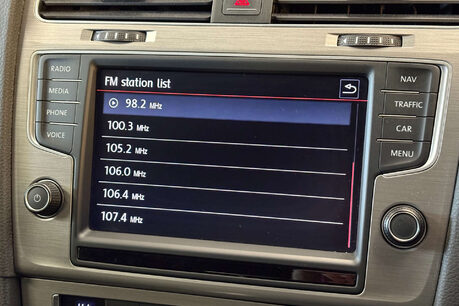 RADIO
MEDIA
PHONE
VOICE
FM station list
98.2 MHz
100.3 MHz
105.2 MHz
106.0 MHz
106.4 MHz
107.4 MHz
NAV
TRAFFIC
CAR
MENU